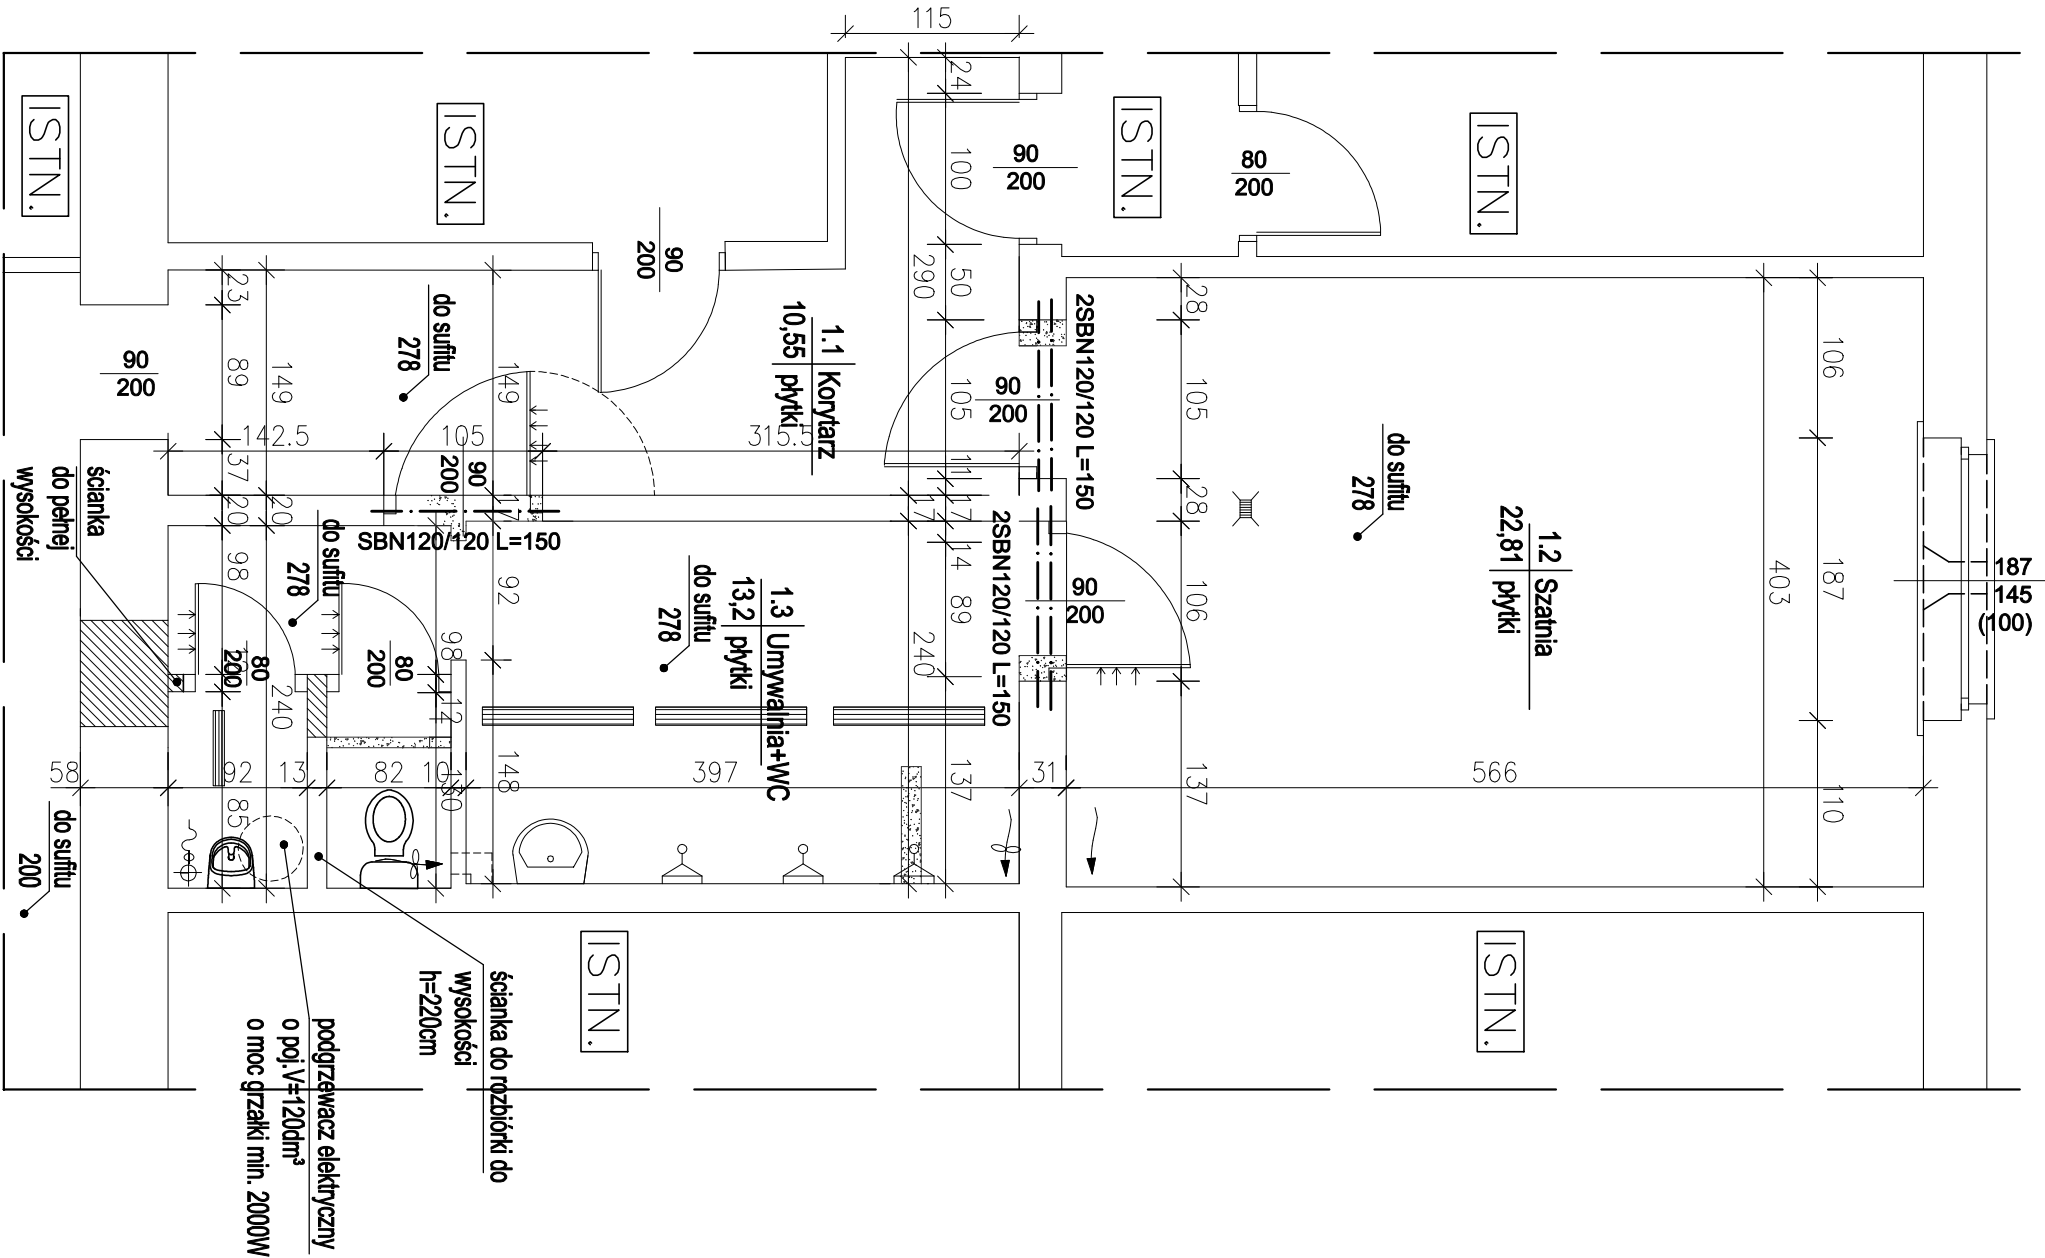 115
24
100
50
290
105
11
17
17
14
89
240
137
ISTN.
ISTN.
ISTN.
ISTN.
90
200
80
200
90
200
90
200
90
200
90
200
90
200
80
200
80
200
2SBN120/120 L=150
2SBN120/120 L=150
SBN120/120 L=150
1.1 Korytarz
10,55 płytki
1.2 Szatnia
22,81 płytki
1.3 Umywalnia+WC
13,2 płytki
do sufitu
278
do sufitu
278
do sufitu
278
do sufitu
278
do sufitu
200
28
105
28
106
137
106
187
110
403
187
145
(100)
23
89
37
20
98
85
149
20
240
149
17
92
148
98
12
130
142.5
105
315.5
58
92
13
82
10
397
31
566
ścianka
do pełnej
wysokości
ścianka do rozbiórki do
wysokości
h=220cm
podgrzewacz elektryczny
o poj.V=120dm³
o moc grzałki min. 2000W
ISTN.
ISTN.